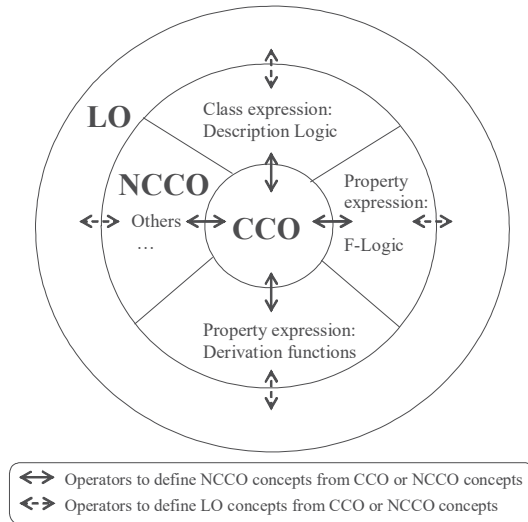 LO
Class expression:
Description Logic
NCCO
Others
…
CCO
Property
expression:
F-Logic
Property expression:
Derivation functions
Operators to define NCCO concepts from CCO or NCCO concepts
Operators to define LO concepts from CCO or NCCO concepts